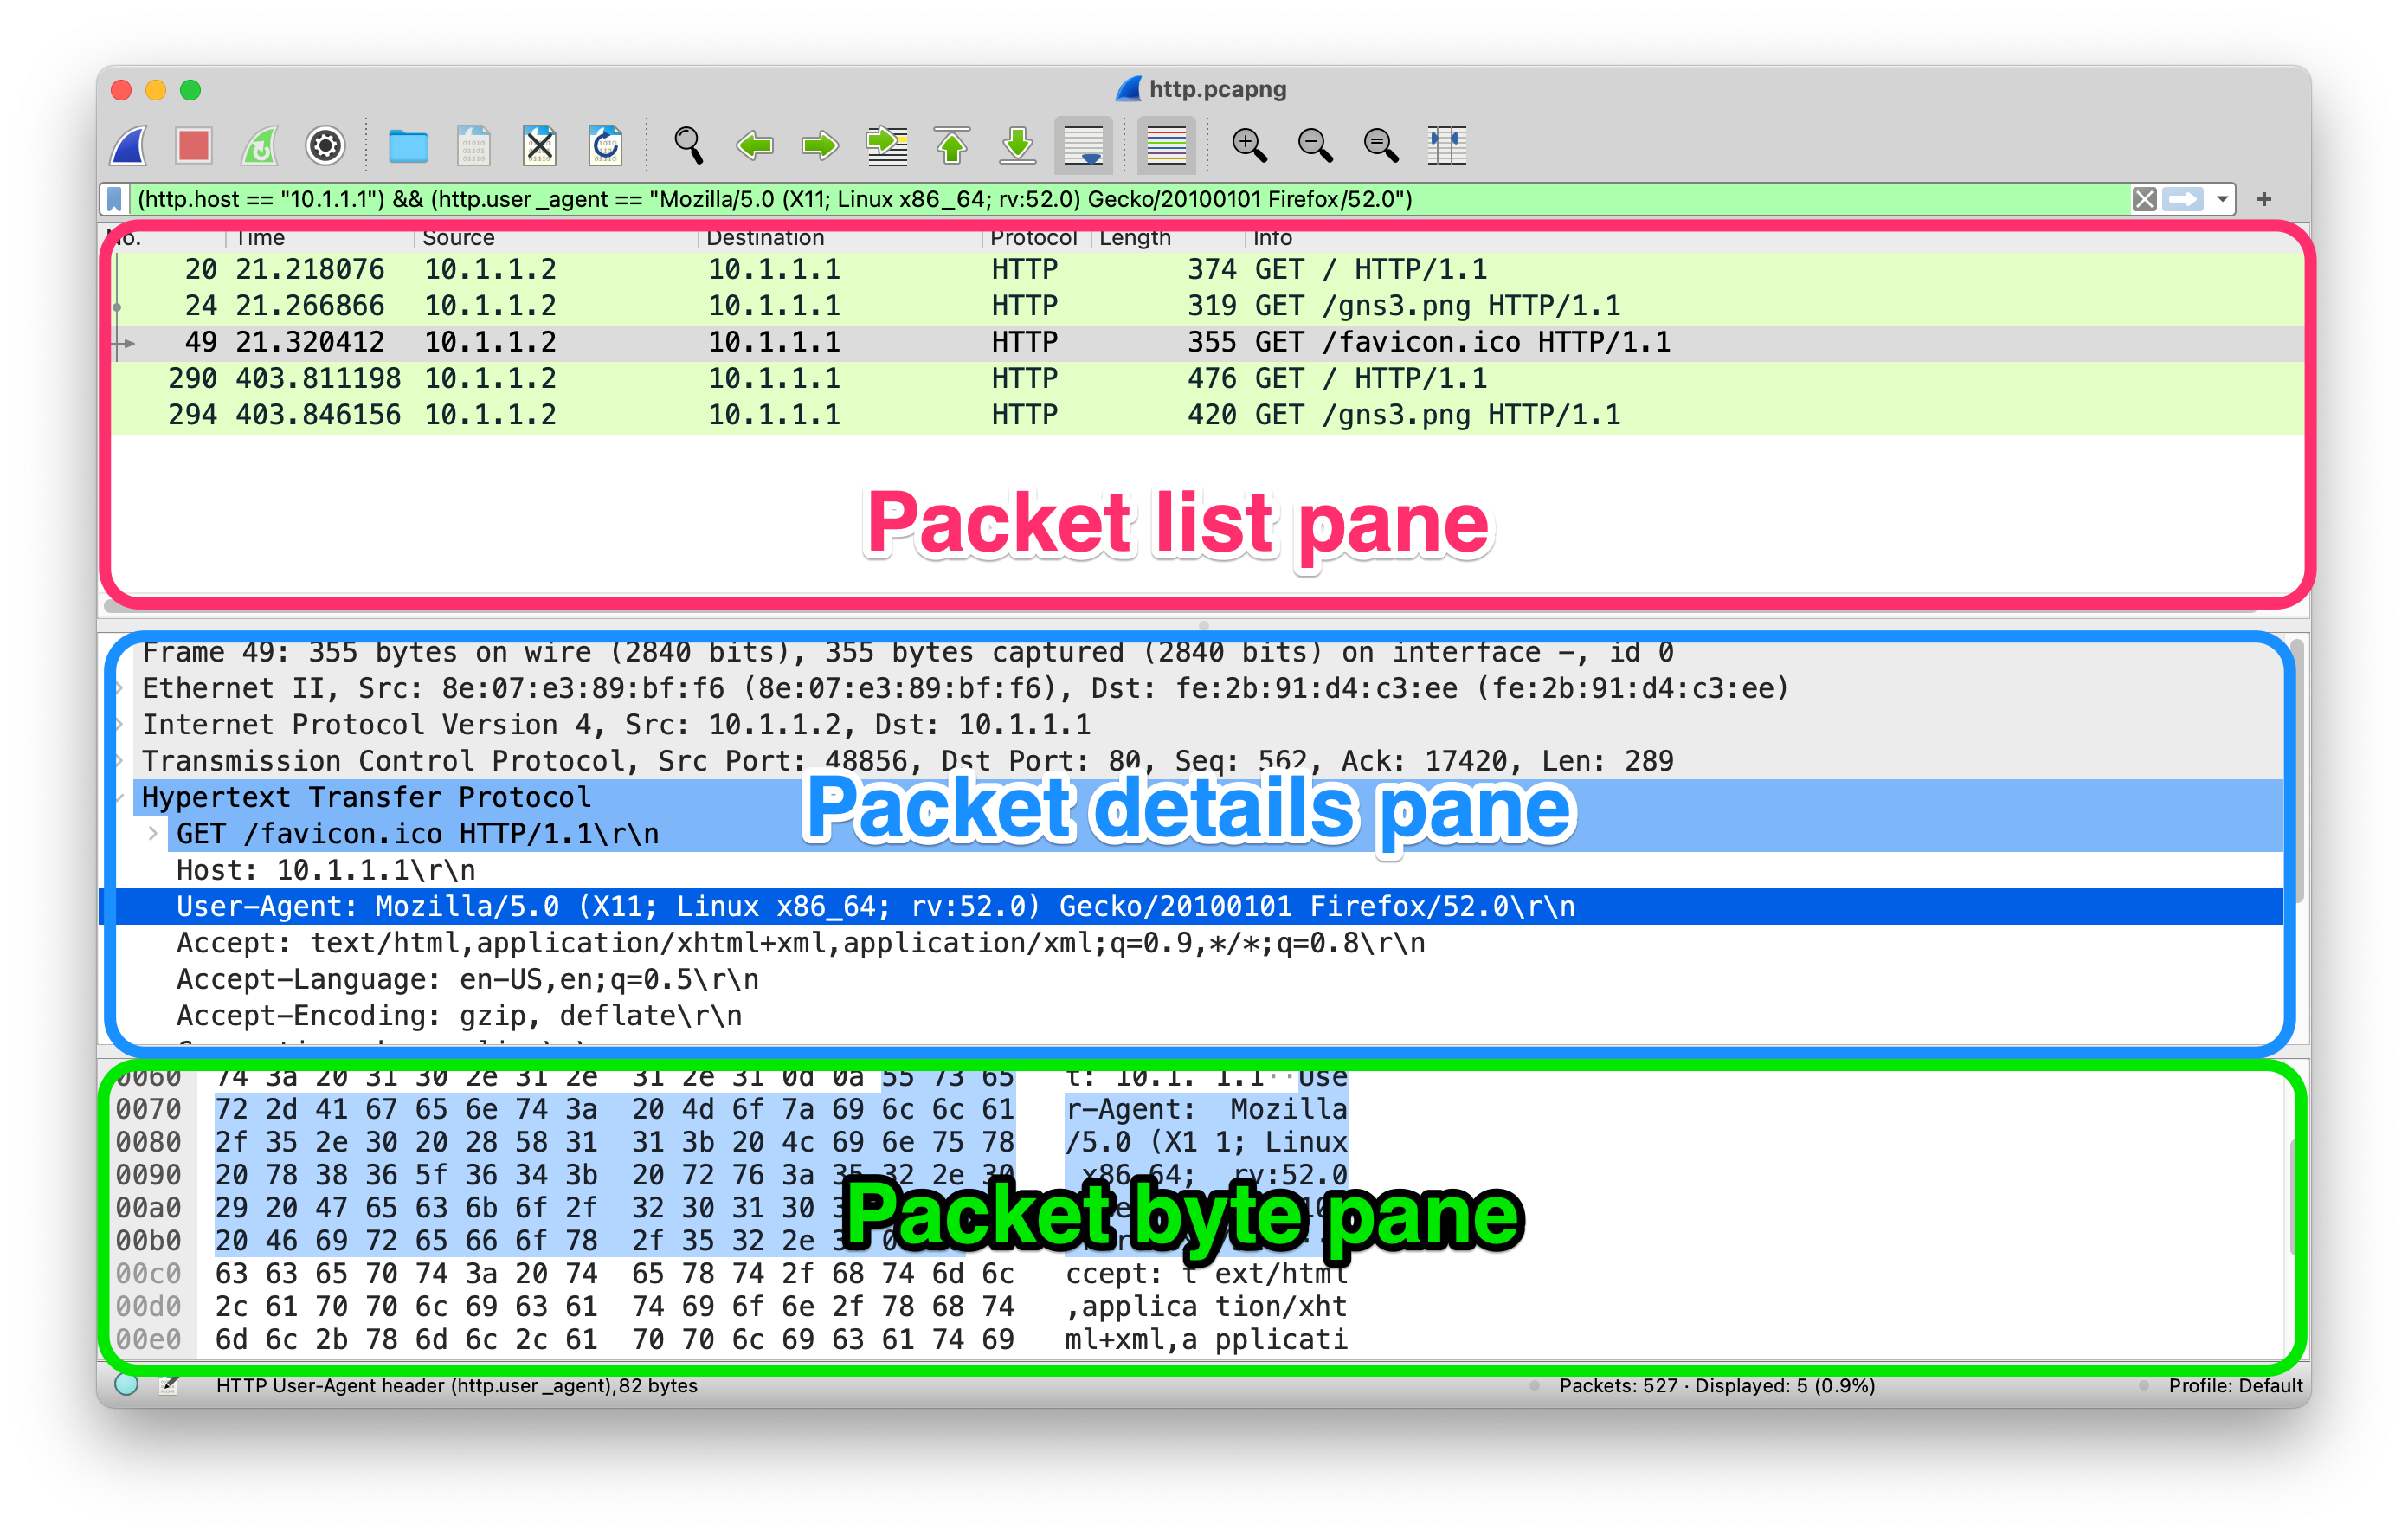 http.pcapng
(http.host == "10.1.1.1") && (http.user_agent == "Mozilla/5.0 (X11; Linux x86_64; rv:52.0) Gecko/20100101 Firefox/52.0")
No. Time Source Destination Protocol Length Info
20 21.218076 10.1.1.2 10.1.1.1 HTTP 374 GET / HTTP/1.1
24 21.266866 10.1.1.2 10.1.1.1 HTTP 319 GET /gns3.png HTTP/1.1
49 21.320412 10.1.1.2 10.1.1.1 HTTP 355 GET /favicon.ico HTTP/1.1
290 403.811198 10.1.1.2 10.1.1.1 HTTP 476 GET / HTTP/1.1
294 403.846156 10.1.1.2 10.1.1.1 HTTP 420 GET /gns3.png HTTP/1.1
Packet list pane
Frame 49: 355 bytes on wire (2840 bits), 355 bytes captured (2840 bits) on interface -, id 0
Ethernet II, Src: 8e:07:e3:89:bf:f6 (8e:07:e3:89:bf:f6), Dst: fe:2b:91:d4:c3:ee (fe:2b:91:d4:c3:ee)
Internet Protocol Version 4, Src: 10.1.1.2, Dst: 10.1.1.1
Transmission Control Protocol, Src Port: 48856, Dst Port: 80, Seq: 562, Ack: 17420, Len: 289
Hypertext Transfer Protocol
Packet details pane
GET /favicon.ico HTTP/1.1\r\n
Host: 10.1.1.1\r\n
User-Agent: Mozilla/5.0 (X11; Linux x86_64; rv:52.0) Gecko/20100101 Firefox/52.0\r\n
Accept: text/html,application/xhtml+xml,application/xml;q=0.9,*/*;q=0.8\r\n
Accept-Language: en-US,en;q=0.5\r\n
Accept-Encoding: gzip, deflate\r\n
0060 74 3a 20 31 30 2e 31 2e 31 2e 31 0d 0a 55 73 65 t: 10.1. 1.1··Use
0070 72 2d 41 67 65 6e 74 3a 20 4d 6f 7a 69 6c 6c 61 r-Agent: Mozilla
0080 2f 35 2e 30 20 28 58 31 31 3b 20 4c 69 6e 75 78 /5.0 (X1 1; Linux
0090 20 78 38 36 5f 36 34 3b 20 72 76 3a 35 32 2e 30 x86_64; rv:52.0
00a0 29 20 47 65 63 6b 6f 2f 32 30 31 30
00b0 20 46 69 72 65 66 6f 78 2f 35 32 2e
Packet byte pane
00c0 63 63 65 70 74 3a 20 74 65 78 74 2f 68 74 6d 6c ccept: t ext/html
00d0 2c 61 70 70 6c 69 63 61 74 69 6f 6e 2f 78 68 74 ,applica tion/xht
00e0 6d 6c 2b 78 6d 6c 2c 61 70 70 6c 69 63 61 74 69 ml+xml,a pplicati
HTTP User-Agent header (http.user_agent), 82 bytes
Packets: 527 · Displayed: 5 (0.9%)
Profile: Default